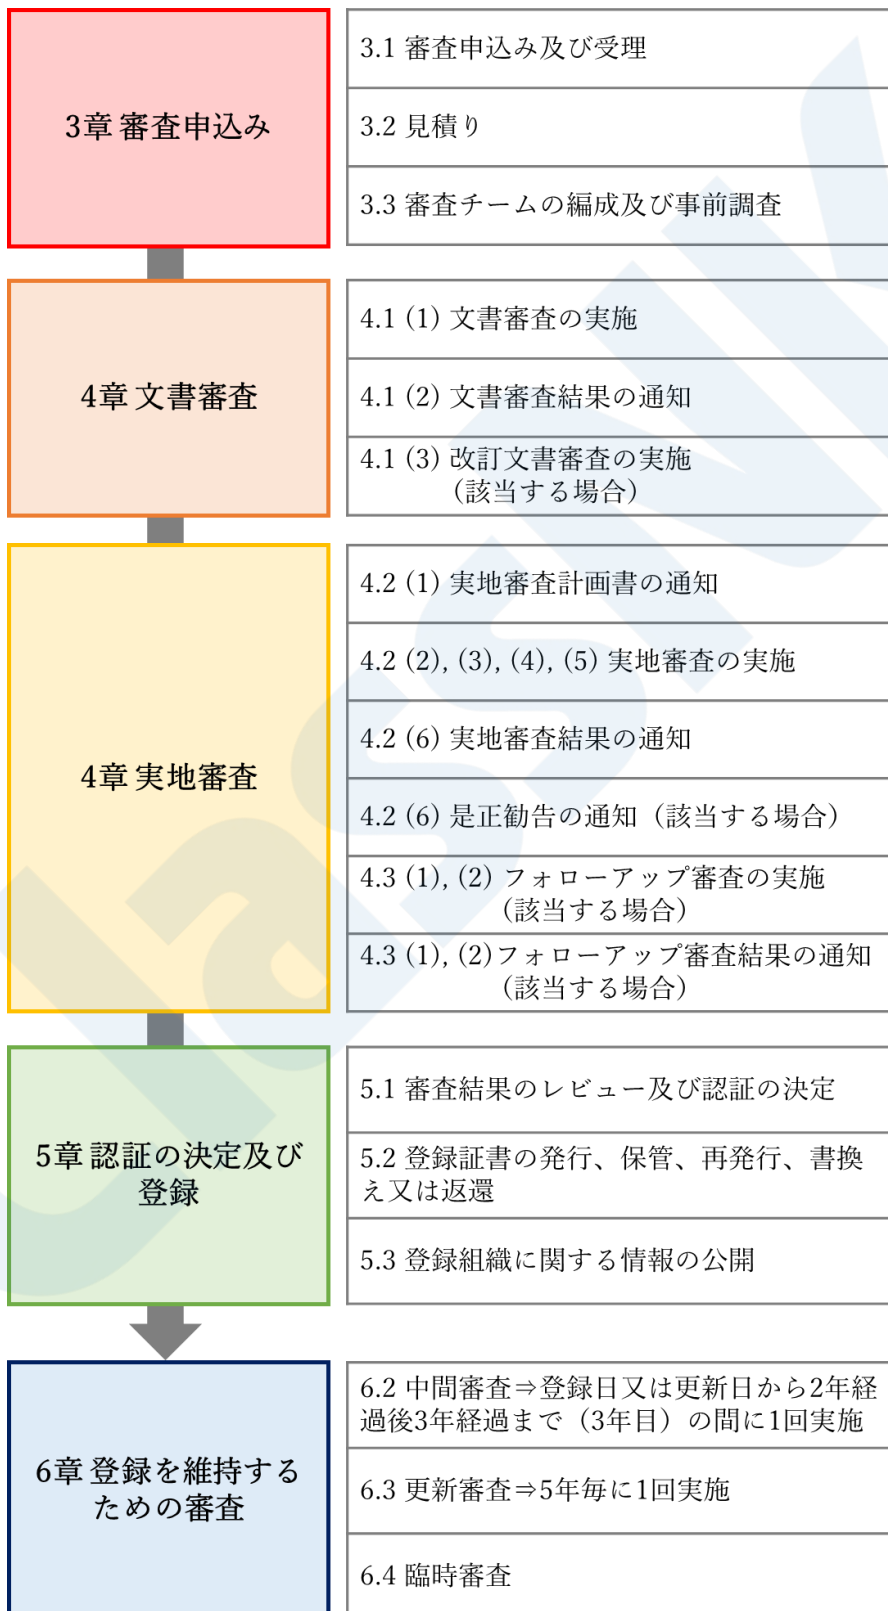 3章 審査申込み
3.1 審査申込み及び受理
3.2 見積り
3.3 審査チームの編成及び事前調査
4章 文書審査
4.1 (1) 文書審査の実施
4.1 (2) 文書審査結果の通知
4.1 (3) 改訂文書審査の実施
（該当する場合）
4章 実地審査
4.2 (1) 実地審査計画書の通知
4.2 (2), (3), (4), (5) 実地審査の実施
4.2 (6) 実地審査結果の通知
4.2 (6) 是正勧告の通知（該当する場合）
4.3 (1), (2) フォローアップ審査の実施
（該当する場合）
4.3 (1), (2)フォローアップ審査結果の通知
（該当する場合）
5章 認証の決定及び
登録
5.1 審査結果のレビュー及び認証の決定
5.2 登録証書の発行、保管、再発行、書換
え又は返還
5.3 登録組織に関する情報の公開
6章 登録を維持する
ための審査
6.2 中間審査⇒登録日又は更新日から2年経
過後3年経過まで（3年目）の間に1回実施
6.3 更新審査⇒5年毎に1回実施
6.4 臨時審査
ClassNK